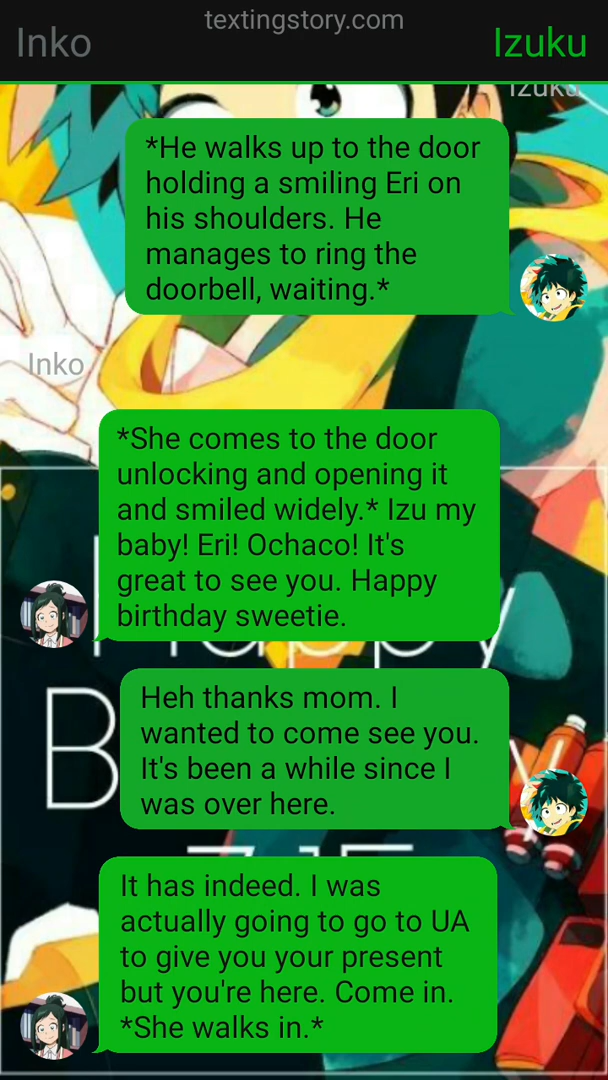 textingstory.com
Inko
Izuku
Izuku
*He walks up to the door
holding a smiling Eri on
his shoulders. He
manages to ring the
doorbell, waiting.*
Inko
*She comes to the door
unlocking and opening it
and smiled widely.* Izu my
baby! Eri! Ochaco! It's
great to see you. Happy
birthday sweetie.
Heh thanks mom. I
wanted to come see you.
It's been a while since I
was over here.
It has indeed. I was
actually going to go to UA
to give you your present
but you're here. Come in.
*She walks in.*